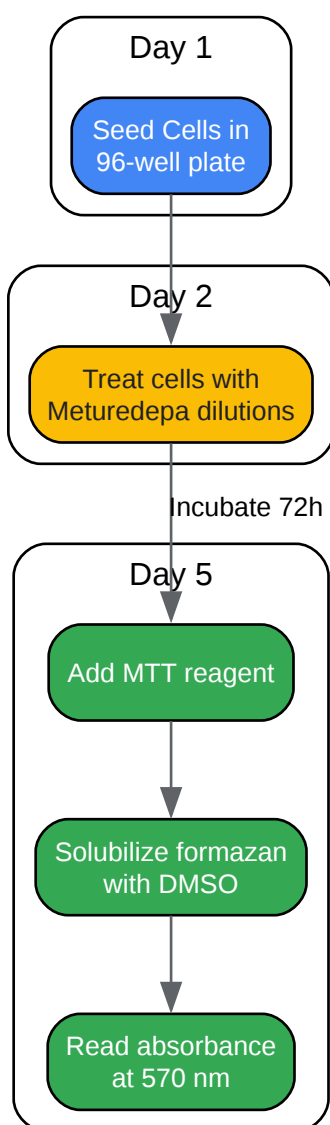 Day 1
Seed Cells in
96-well plate
Day 2
Treat cells with
Meturedepa dilutions
Incubate 72h
Day 5
Add MTT reagent
Solubilize formazan
with DMSO
Read absorbance
at 570 nm